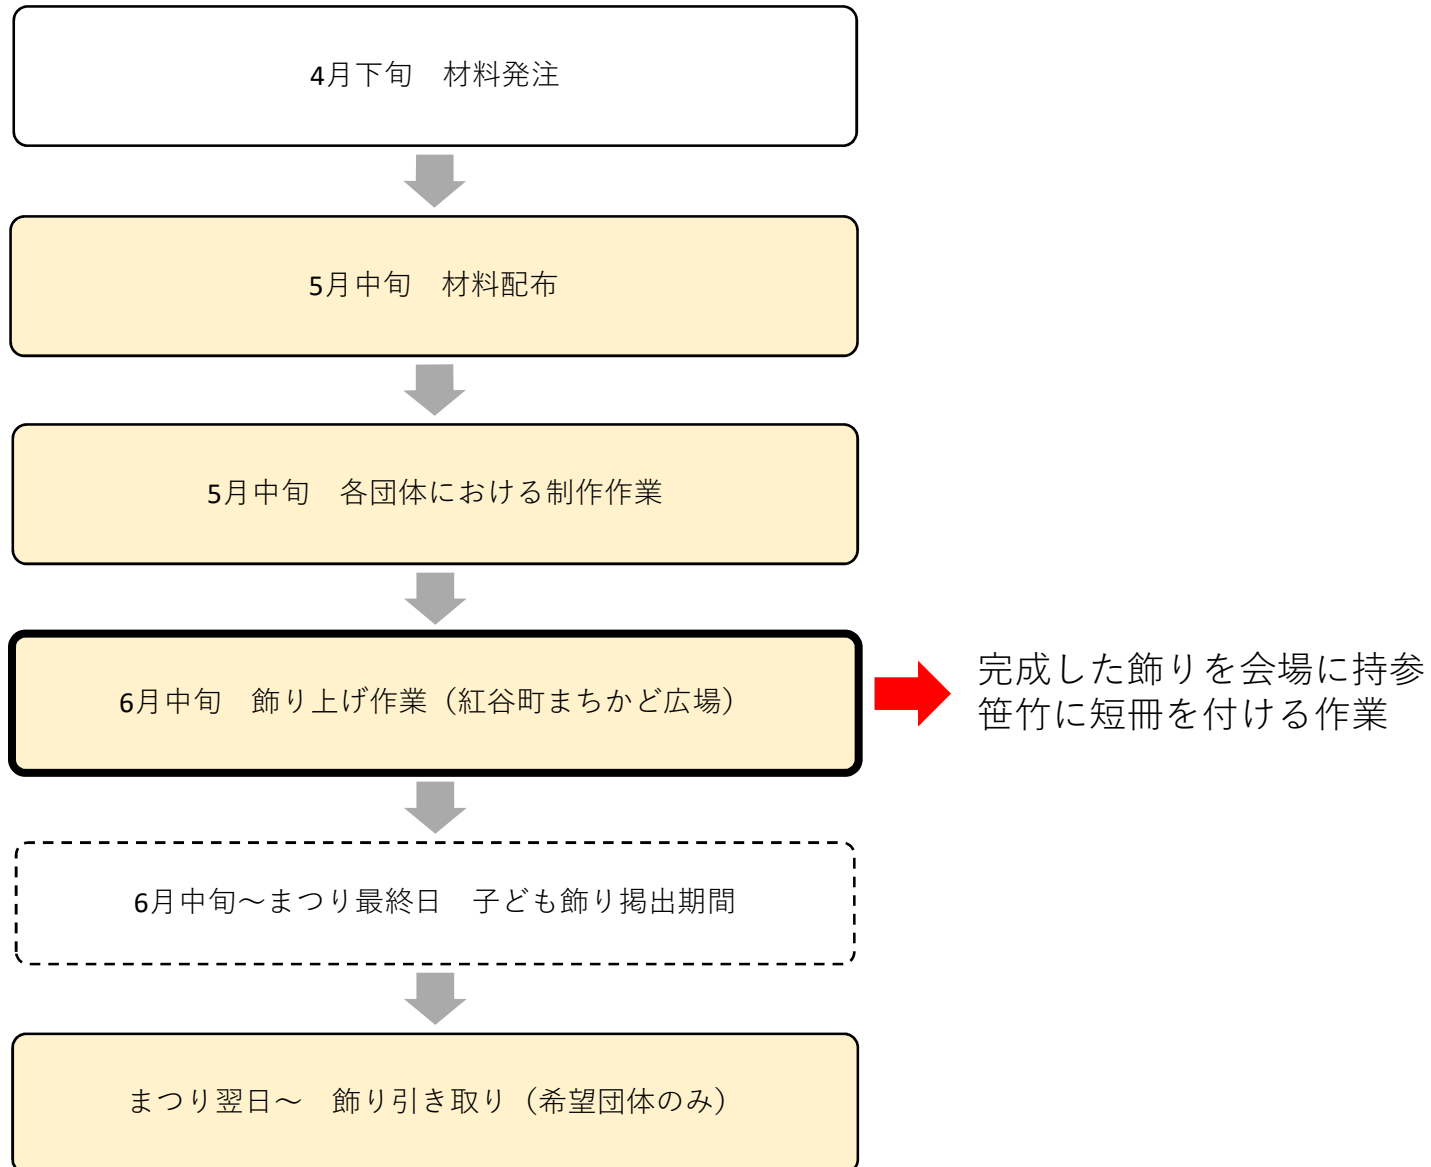 4月下旬　材料発注
5月中旬　材料配布
5月中旬　各団体における制作作業
6月中旬　飾り上げ作業（紅谷町まちかど広場）
完成した飾りを会場に持参
笹竹に短冊を付ける作業
6月中旬～まつり最終日　子ども飾り掲出期間
まつり翌日～　飾り引き取り（希望団体のみ）